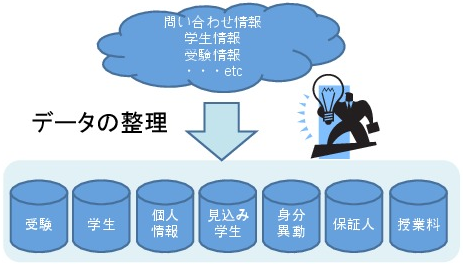 問い合わせ情報
学生情報
受験情報
・・・etc
データの整理
受験
学生
個人
情報
見込み
学生
身分
異動
保証人
授業料